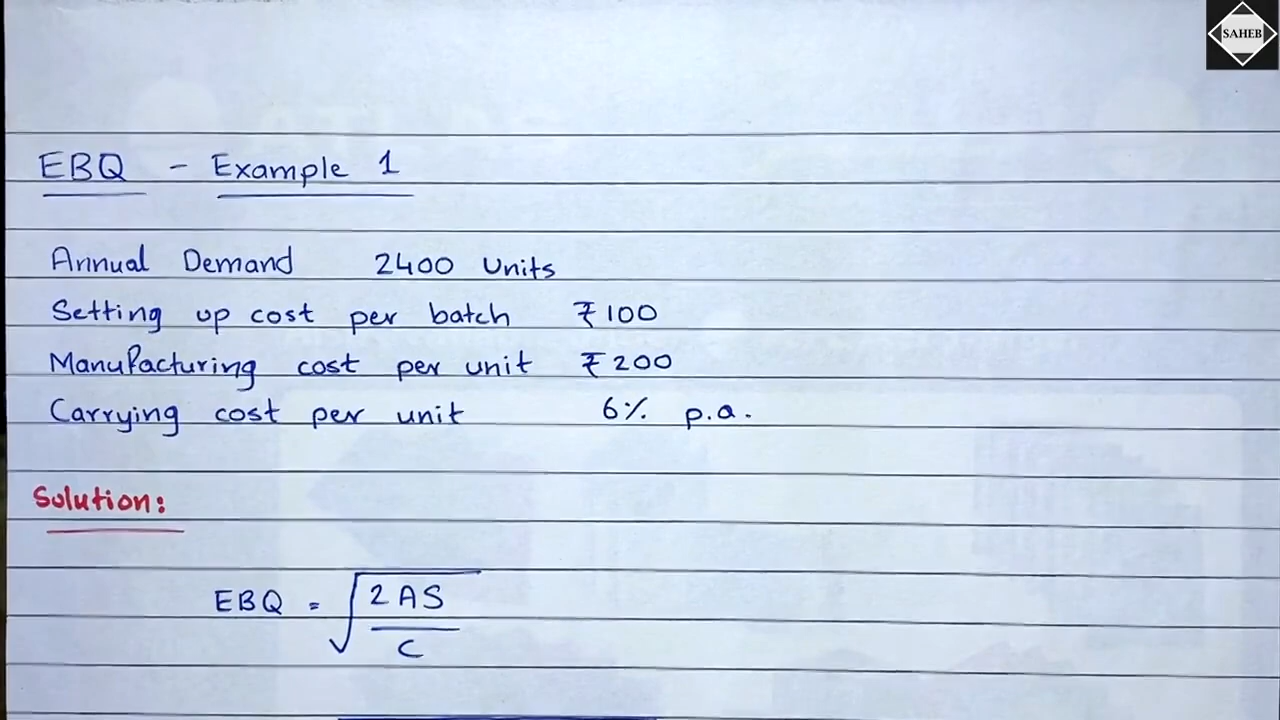 SAHEB
EBQ - Example 1
Annual Demand 2400 Units
Setting up cost per batch ₹100
Manufacturing cost per unit ₹200
Carrying cost per unit 6% p.a.
Solution:
EBQ = √2AS
C